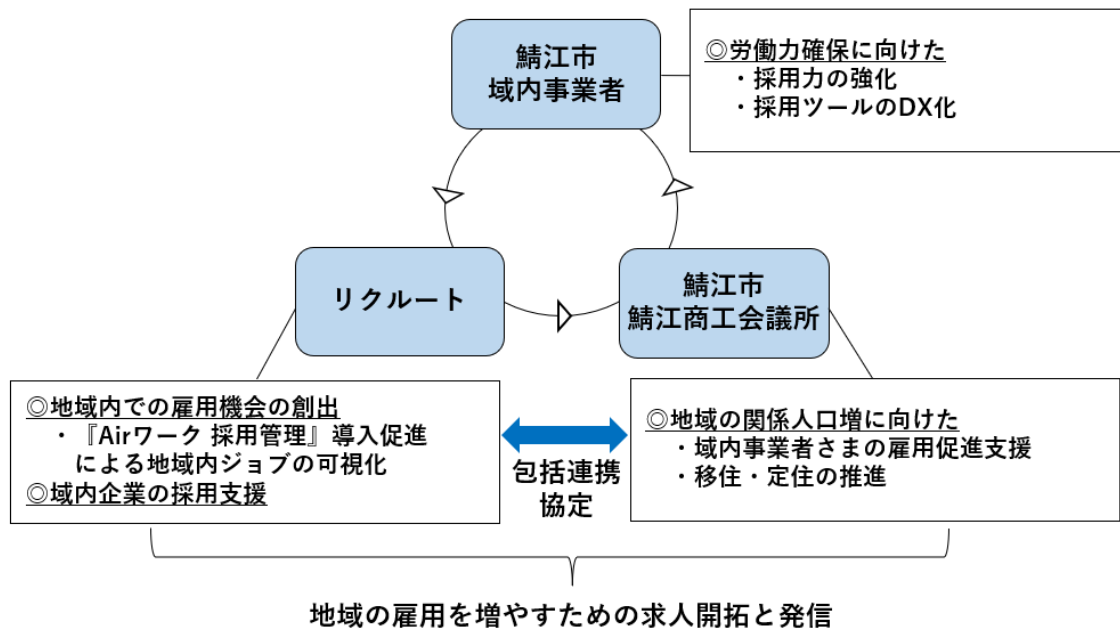 鯖江市
域内事業者
◎労働力確保に向けた
・採用力の強化
・採用ツールのDX化
リクルート
鯖江市
鯖江商工会議所
◎地域内での雇用機会の創出
・『Airワーク 採用管理』導入促進
による地域内ジョブの可視化
◎域内企業の採用支援
包括連携
協定
◎地域の関係人口増に向けた
・域内事業者さまの雇用促進支援
・移住・定住の推進
地域の雇用を増やすための求人開拓と発信